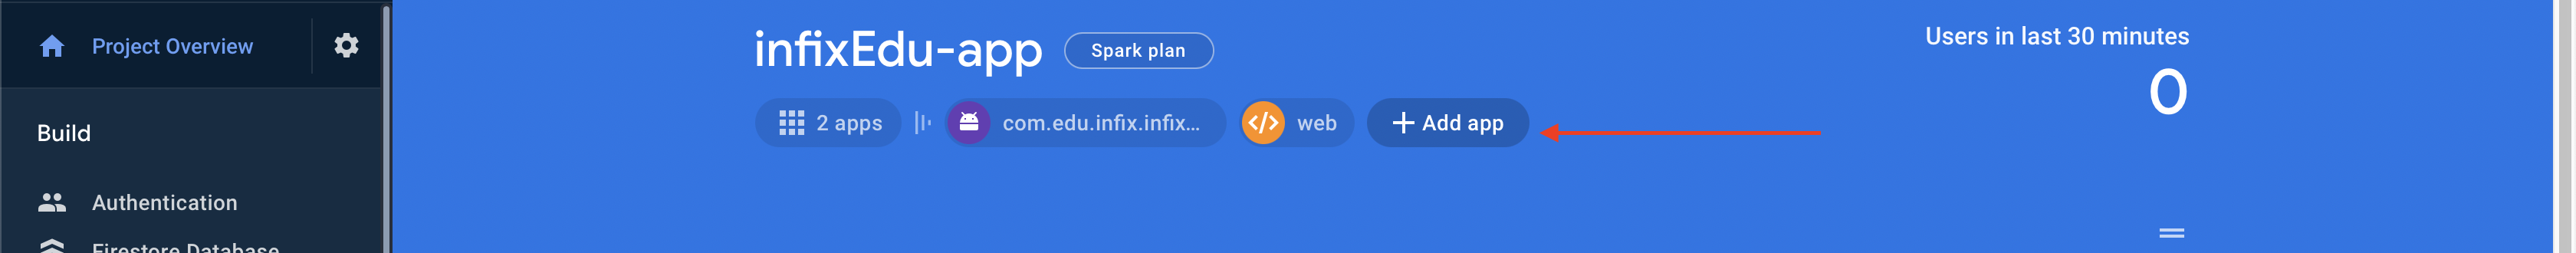 Project Overview
Build
Authentication
Firestore Database
infixEdu-app
Spark plan
2 apps
com.edu.infix.infix...
</> web
+ Add app
Users in last 30 minutes
0